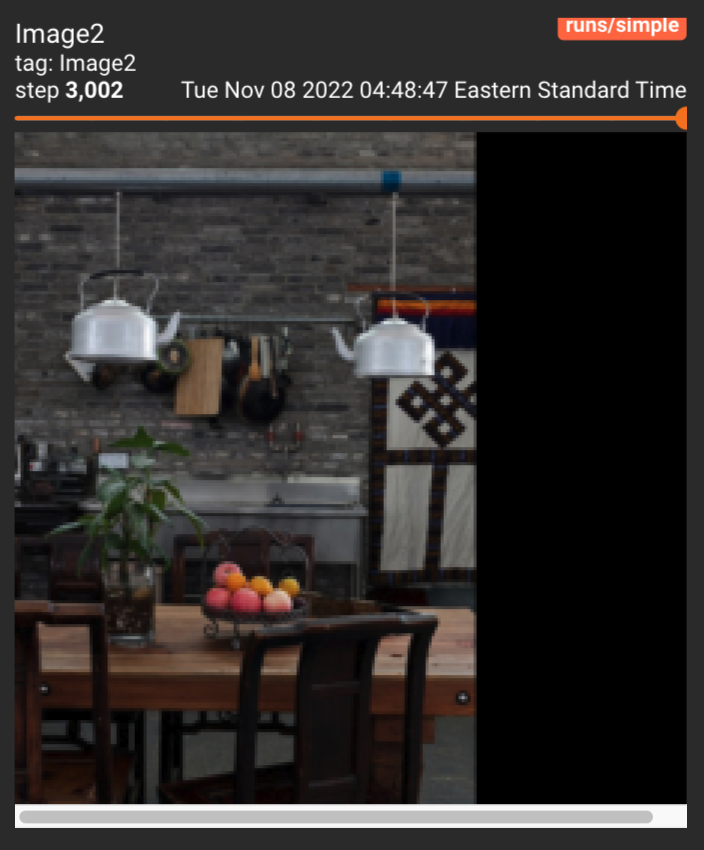 Image2
runs/simple
tag: Image2
step 3,002
Tue Nov 08 2022 04:48:47 Eastern Standard Time